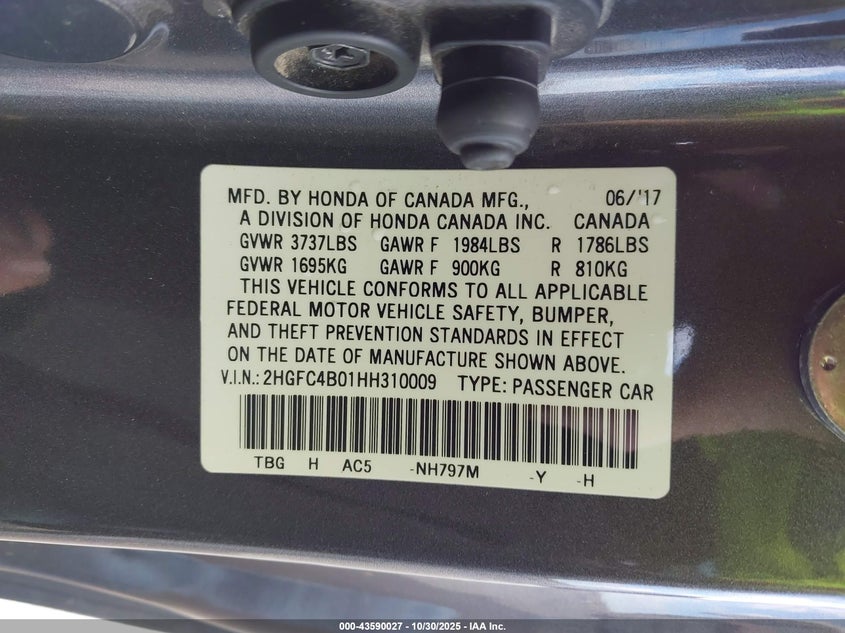 MFD. BY HONDA OF CANADA MFG., 06/'17
A DIVISION OF HONDA CANADA INC. CANADA
GVWR 3737LBS GAWR F 1984LBS R 1786LBS
GVWR 1695KG GAWR F 900KG R 810KG
THIS VEHICLE CONFORMS TO ALL APPLICABLE
FEDERAL MOTOR VEHICLE SAFETY, BUMPER,
AND THEFT PREVENTION STANDARDS IN EFFECT
ON THE DATE OF MANUFACTURE SHOWN ABOVE.
V.I.N.: 2HGFC4B01HH310009 TYPE: PASSENGER CAR
TBG H AC5 -NH797M -Y -H
000-43590027 - 10/30/2025 - IAA Inc.